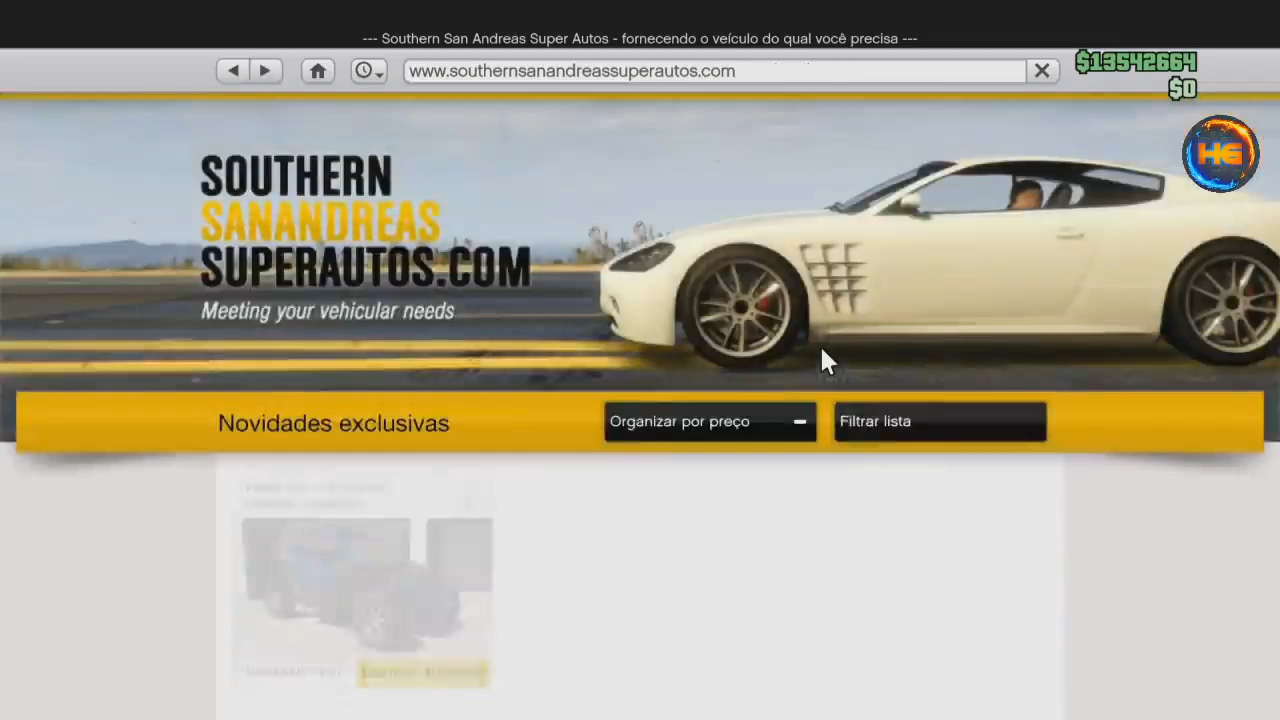 --- Southern San Andreas Super Autos - fornecendo o veículo do qual você precisa ---
www.southernsanandreassuperautos.com
$13542664
$0
HG
SOUTHERN
SANANDREAS
SUPERAUTOS.COM
Meeting your vehicular needs
Novidades exclusivas
Organizar por preço
Filtrar lista